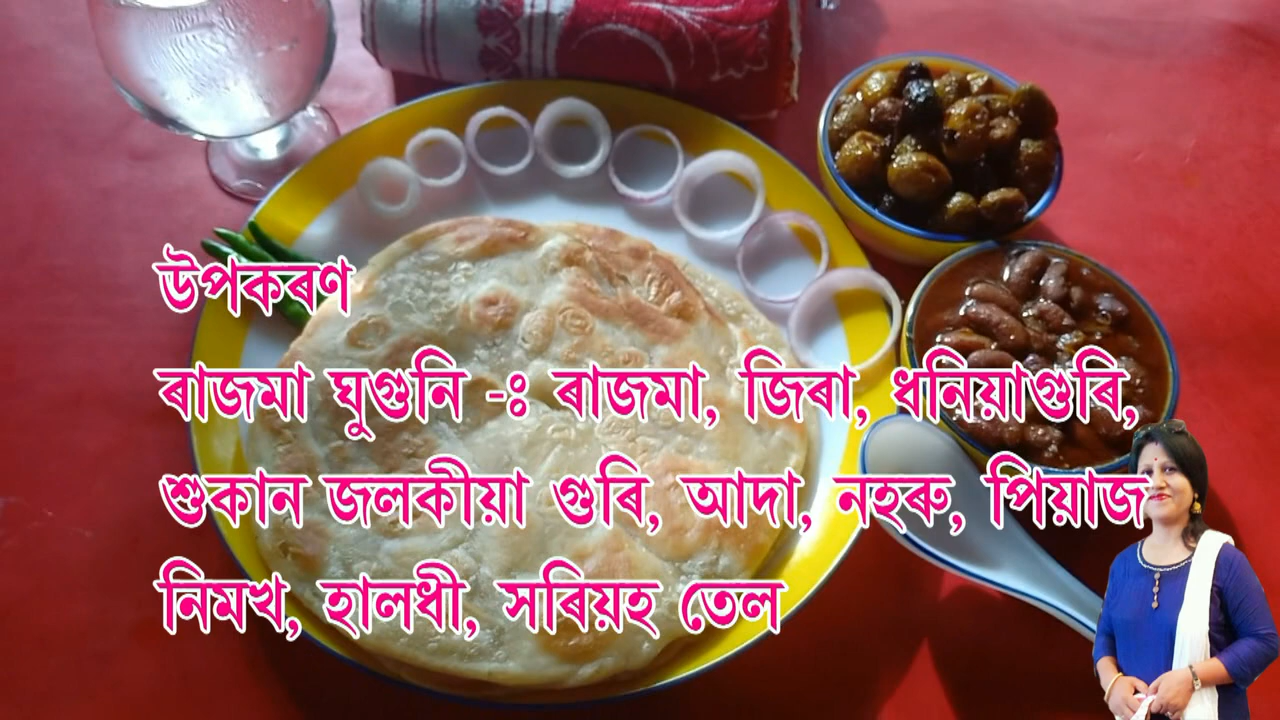 উপকৰণ
ৰাজমা ঘুগুনি -ঃ ৰাজমা, জিৰা, ধনিয়াগুৰি,
শুকান জলকীয়া গুৰি, আদা, নহৰু, পিয়াজ
নিমখ, হালধী, সৰিয়হ তেল